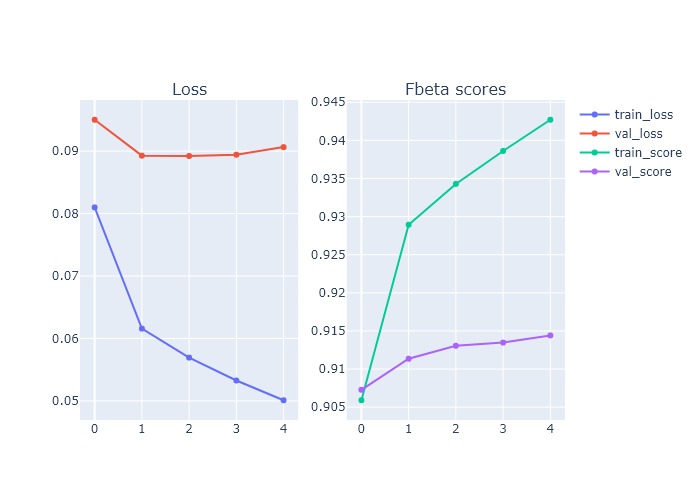 Loss
Fbeta scores
0.09
0.08
0.07
0.06
0.05
0 1 2 3 4
0.945
0.94
0.935
0.93
0.925
0.92
0.915
0.91
0.905
0 1 2 3 4
train_loss
val_loss
train_score
val_score